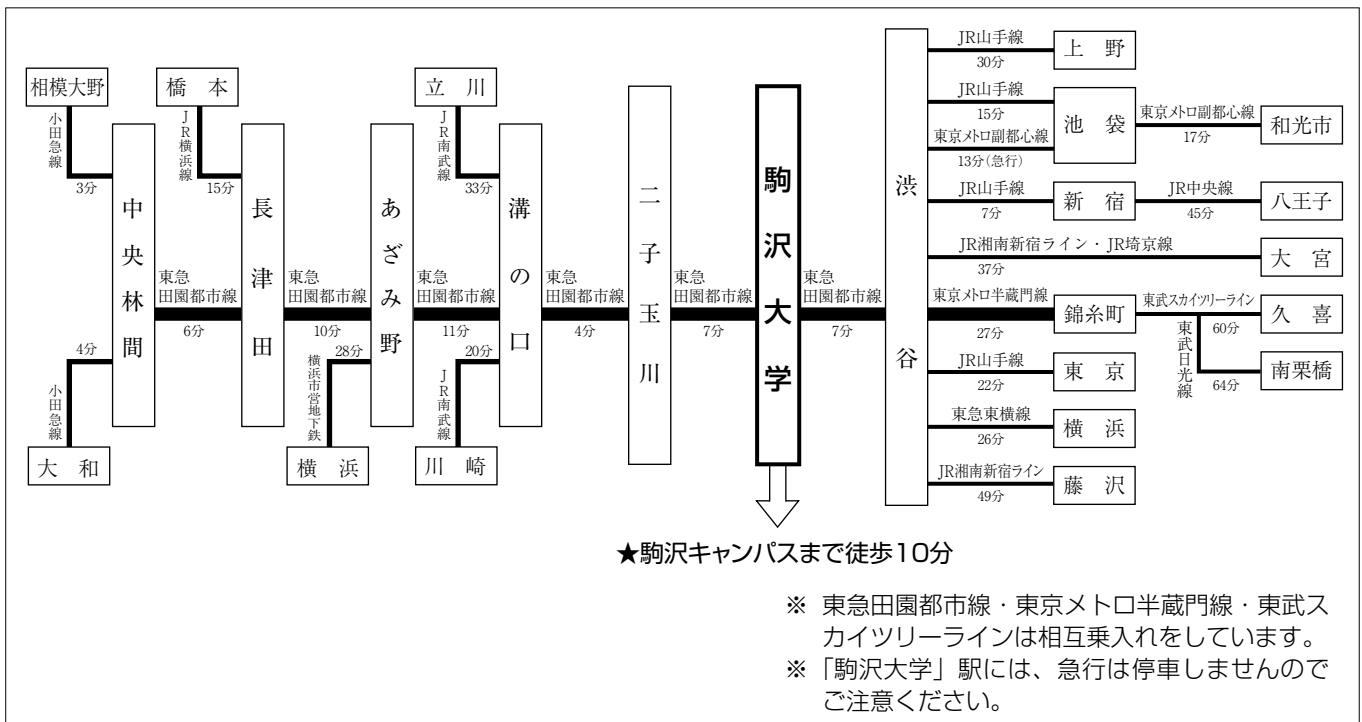 相模大野
小田急線
3分
大和
小田急線
4分
中央林間
東急
田園都市線
6分
橋本
JR横浜線
15分
長津田
東急
田園都市線
10分
横浜
横浜市営地下鉄
28分
あざみ野
東急
田園都市線
11分
立川
JR南武線
33分
川崎
JR南武線
20分
溝の口
東急
田園都市線
4分
二子玉川
東急
田園都市線
7分
駒沢大学
東急
田園都市線
7分
渋谷
JR山手線
30分
上野
JR山手線
15分
東京メトロ副都心線
13分(急行)
池袋
東京メトロ副都心線
17分
和光市
JR山手線
7分
新宿
JR中央線
45分
八王子
JR湘南新宿ライン・JR埼京線
37分
大宮
東京メトロ半蔵門線
27分
錦糸町
東武スカイツリーライン
60分
久喜
東武日光線
64分
南栗橋
JR山手線
22分
東京
東急東横線
26分
横浜
JR湘南新宿ライン
49分
藤沢
★駒沢キャンパスまで徒歩10分
※ 東急田園都市線・東京メトロ半蔵門線・東武ス
カイツリーラインは相互乗入れをしています。
※「駒沢大学」駅には、急行は停車しませんので
ご注意ください。